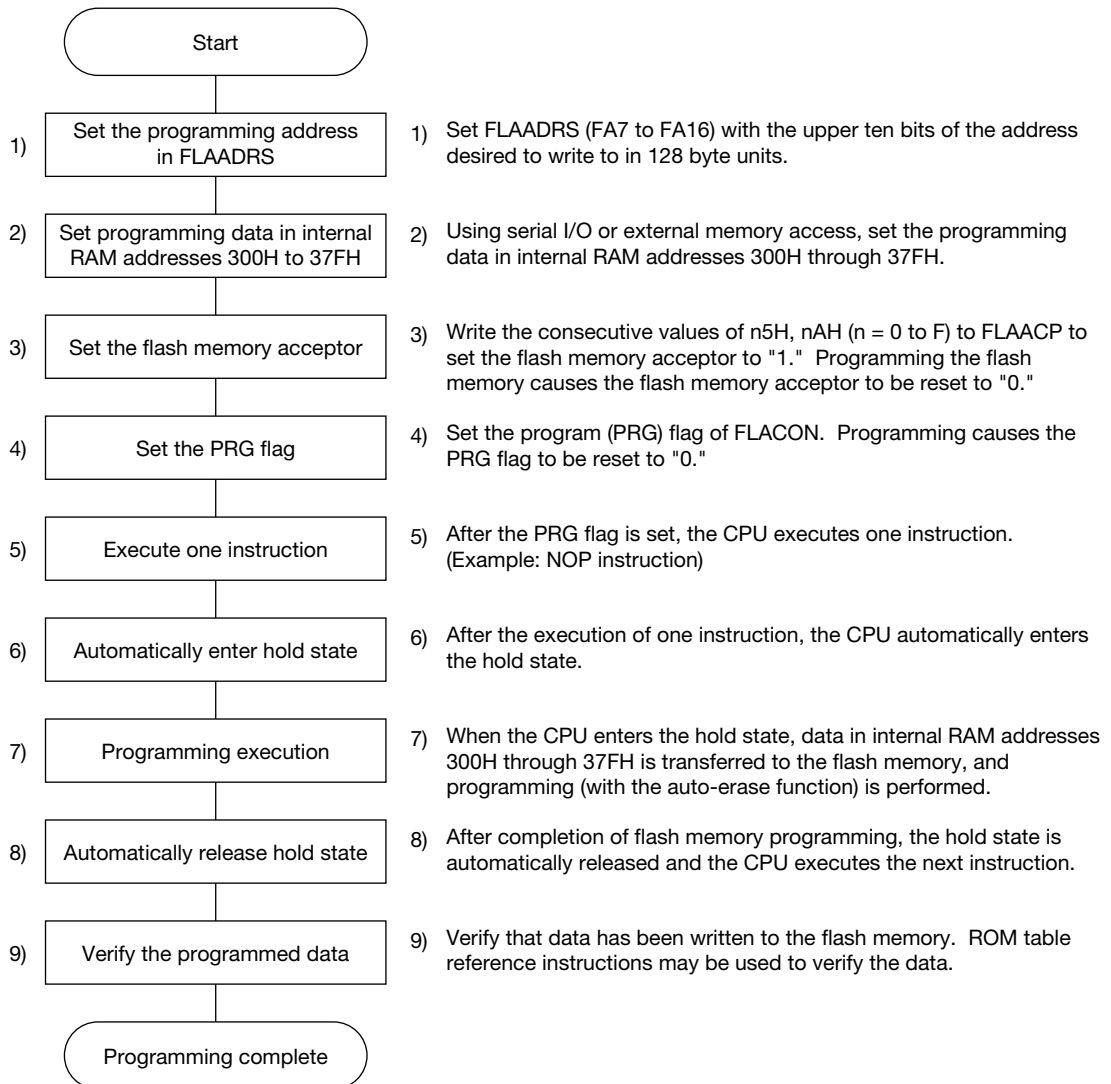 Start
1)
Set the programming address
in FLAADRS
1)
Set FLAADRS (FA7 to FA16) with the upper ten bits of the address
desired to write to in 128 byte units.
2)
Set programming data in internal
RAM addresses 300H to 37FH
2)
Using serial I/O or external memory access, set the programming
data in internal RAM addresses 300H through 37FH.
3)
Set the flash memory acceptor
3)
Write the consecutive values of n5H, nAH (n = 0 to F) to FLAACP to
set the flash memory acceptor to "1." Programming the flash
memory causes the flash memory acceptor to be reset to "0."
4)
Set the PRG flag
4)
Set the program (PRG) flag of FLACON. Programming causes the
PRG flag to be reset to "0."
5)
Execute one instruction
5)
After the PRG flag is set, the CPU executes one instruction.
(Example: NOP instruction)
6)
Automatically enter hold state
6)
After the execution of one instruction, the CPU automatically enters
the hold state.
7)
Programming execution
7)
When the CPU enters the hold state, data in internal RAM addresses
300H through 37FH is transferred to the flash memory, and
programming (with the auto-erase function) is performed.
8)
Automatically release hold state
8)
After completion of flash memory programming, the hold state is
automatically released and the CPU executes the next instruction.
9)
Verify the programmed data
9)
Verify that data has been written to the flash memory. ROM table
reference instructions may be used to verify the data.
Programming complete